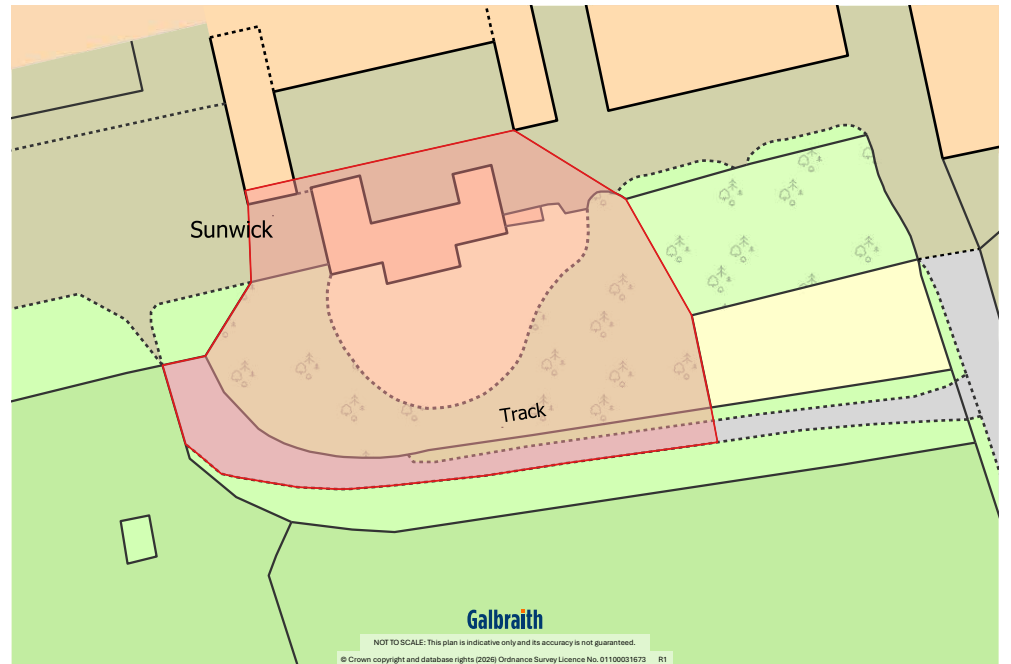 Sunwick
Track
Galbraith
NOT TO SCALE: This plan is indicative only and its accuracy is not guaranteed.
© Crown copyright and database rights (2026) Ordnance Survey Licence No. 01100031673 R1